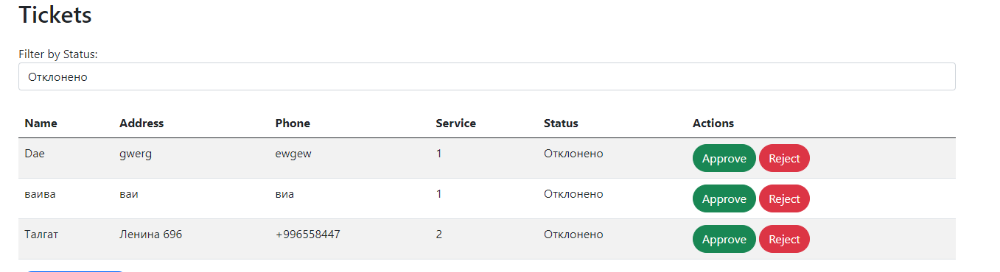 Tickets
Filter by Status:
Отклонено
Name Address Phone Service Status Actions
Dae gwerg ewgew 1 Отклонено Approve Reject
ваива ваи виа 1 Отклонено Approve Reject
Талгат Ленина 696 +996558447 2 Отклонено Approve Reject